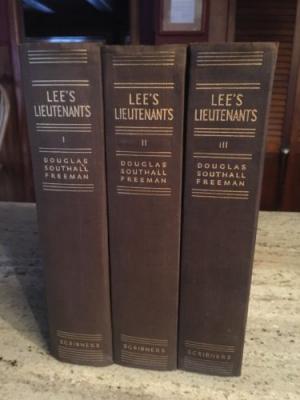 LEE'S
LIEUTENANTS
I
DOUGLAS
SOUTHALL
FREEMAN
SCRIBNERS
LEE'S
LIEUTENANTS
II
DOUGLAS
SOUTHALL
FREEMAN
SCRIBNERS
LEE'S
LIEUTENANTS
III
DOUGLAS
SOUTHALL
FREEMAN
SCRIBNERS